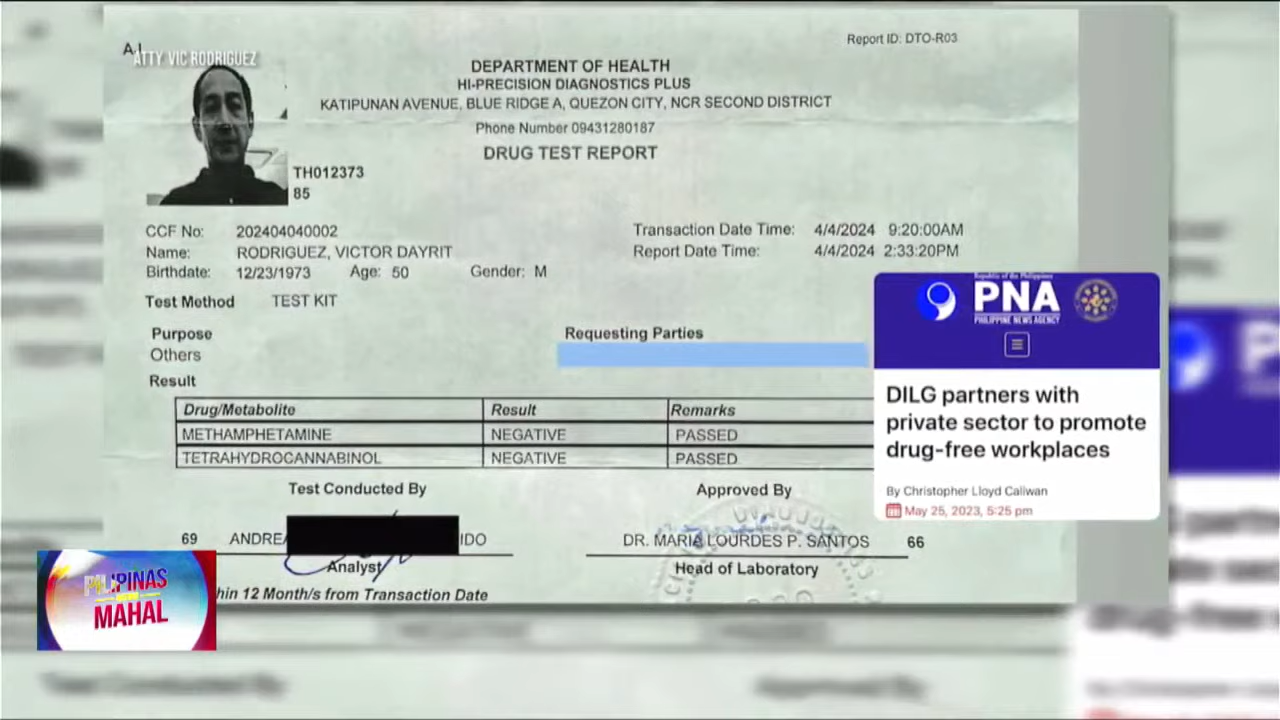 A.I
ATTY VIC RODRIGUEZ
Report ID: DTO-R03
DEPARTMENT OF HEALTH
HI-PRECISION DIAGNOSTICS PLUS
KATIPUNAN AVENUE, BLUE RIDGE A, QUEZON CITY, NCR SECOND DISTRICT
Phone Number 09431280187
DRUG TEST REPORT
TH012373
85
CCF No: 202404040002
Name: RODRIGUEZ, VICTOR DAYRIT
Birthdate: 12/23/1973 Age: 50 Gender: M
Transaction Date Time: 4/4/2024 9:20:00AM
Report Date Time: 4/4/2024 2:33:20PM
Test Method TEST KIT
Purpose
Others
Requesting Parties
Result
Drug/Metabolite Result Remarks
METHAMPHETAMINE NEGATIVE PASSED
TETRAHYDROCANNABINOL NEGATIVE PASSED
Test Conducted By
Approved By
69 ANDREA IDO
DR. MARIA LOURDES P. SANTOS 66
Analyst
Head of Laboratory
hin 12 Month/s from Transaction Date
Republic of the Philippines
PNA
PHILIPPINE NEWS AGENCY
DILG partners with
private sector to promote
drug-free workplaces
By Christopher Lloyd Caliwan
May 25, 2023, 5:25 pm
PILIPINAS
MAHAL